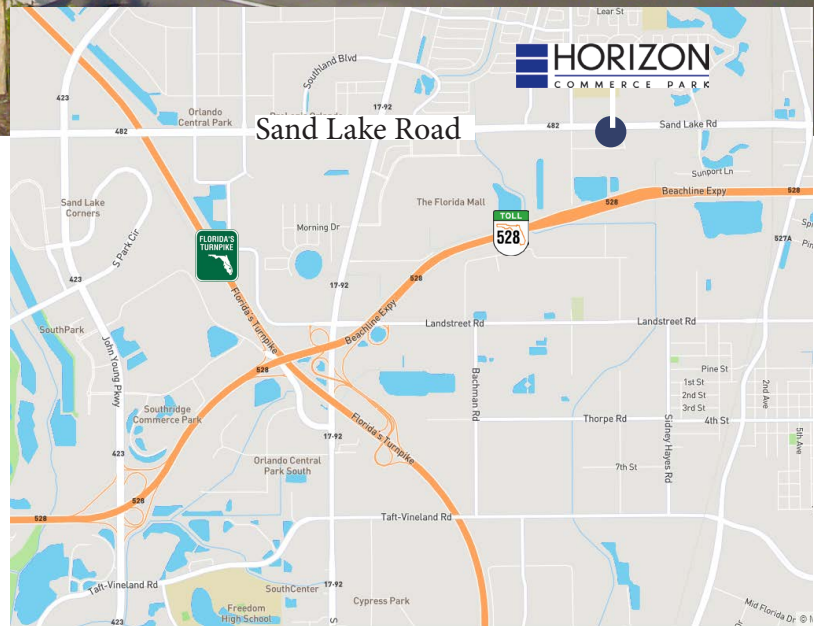 Lear St
HORIZON
COMMERCE PARK
Southland Blvd
423
17-92
Orlando
Central Park
482
Sand Lake Road
482
Sand Lake Rd
Sunport Ln
Beachline Expy
528
528
Sand Lake
Corners
The Florida Mall
S Park Cir
Morning Dr
TOLL
528
FLORIDA'S
TURNPIKE
527A
423
528
17-92
Florida's Turnpike
Beachline Expy
SouthPark
Landstreet Rd
Landstreet Rd
John Young Pkwy
528
Bachman Rd
Pine St
1st St
2nd St
3rd St
4th St
2nd Ave
5th Ave
Southridge
Commerce Park
Thorpe Rd
Sidney Hayes Rd
Florida's Turnpike
17-92
423
Orlando Central
Park South
7th St
528
528
Taft-Vineland Rd
Taft-Vineland Rd
SouthCenter
17-92
Cypress Park
Freedom
High School
423
S
Mid Florida Dr
©